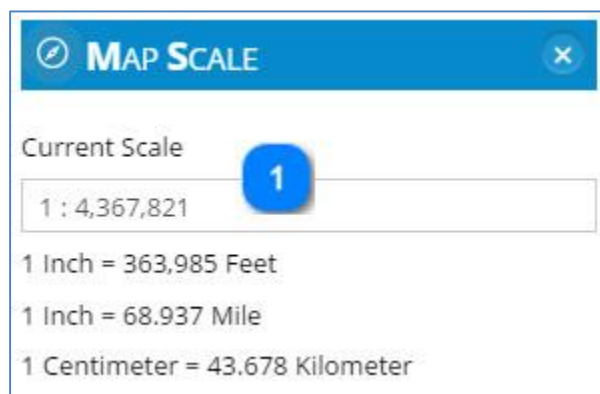 MAP SCALE
Current Scale
1
1 : 4,367,821
1 Inch = 363,985 Feet
1 Inch = 68.937 Mile
1 Centimeter = 43.678 Kilometer